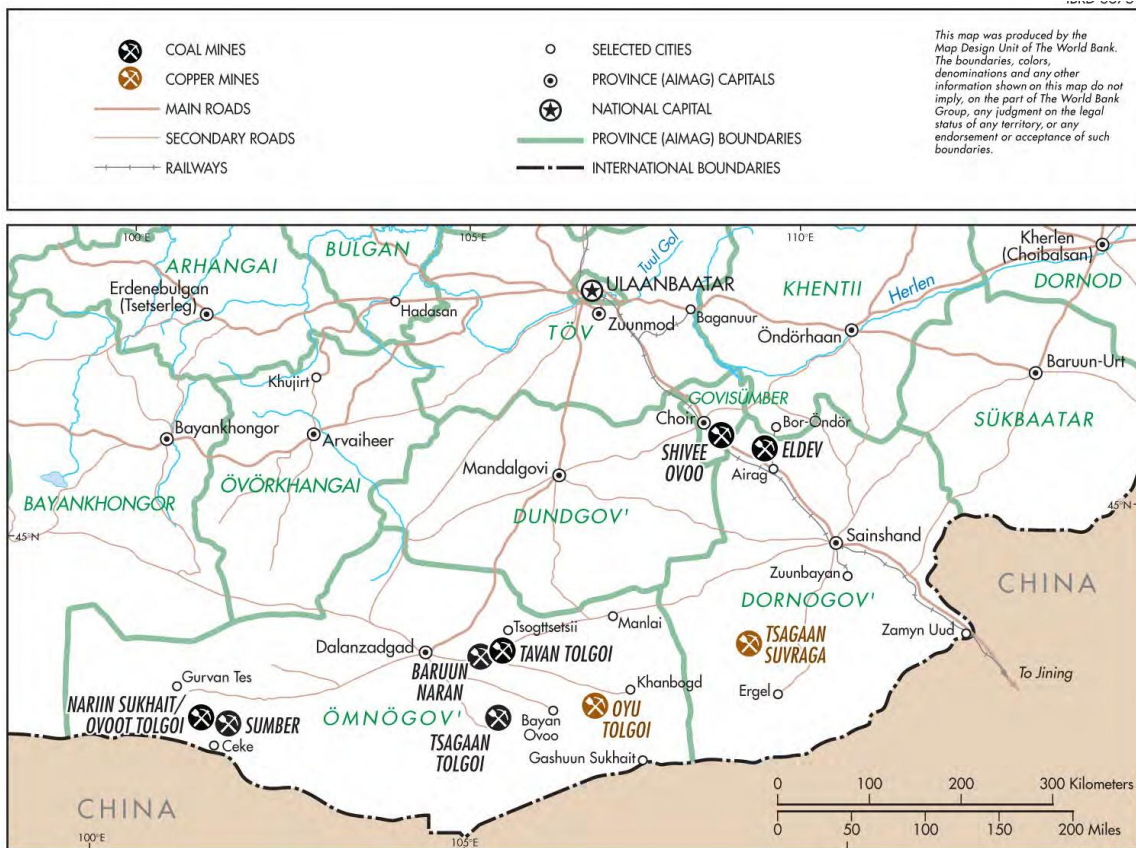 COAL MINES
COPPER MINES
MAIN ROADS
SECONDARY ROADS
RAILWAYS
SELECTED CITIES
PROVINCE (AIMAG) CAPITALS
NATIONAL CAPITAL
PROVINCE (AIMAG) BOUNDARIES
INTERNATIONAL BOUNDARIES
This map was produced by the
Map Design Unit of The World Bank.
The boundaries, colors,
denominations and any other
information shown on this map do not
imply, on the part of The World Bank
Group, any judgment on the legal
status of any territory, or any
endorsement or acceptance of such
boundaries.
100°E
105°E
110°E
BULGAN
ARHANGAI
Tuul Gol
Kherlen
(Choibalsan)
DORNOD
Erdenebulgan
(Tsetserleg)
Hadasan
ULAANBAATAR
KHENTII
Herlen
TÖV
Zuunmod
Baganuur
Öndörhaan
Khujirt
Baruun-Urt
GOVISÜMBER
Bayankhongor
Arvaiheer
Choir
Bor-Öndör
SÜKBAATAR
SHIVEE
OVOO
ELDEV
Airag
Mandalgovi
ÖVÖRKHANGAI
BAYANKHONGOR
DUNDGOV'
45°N
45°N
Sainshand
Zuunbayan
CHINA
DORNOGOV'
Manlai
Tsogttsetsii
Zamyn Uud
Dalanzadgad
TAVAN TOLGOI
TSAGAAN
SUVRAGA
BARUUN
NARAN
To Jining
Gurvan Tes
Khanbogd
Ergel
NARIIN SUKHAIT/
OVOOT TOLGOI
SUMBER
ÖMNÖGOV'
OYU
TOLGOI
Bayan
Ovoo
TSAGAAN
TOLGOI
Ceke
Gashuun Sukhait
0 100 200 300 Kilometers
0 50 100 150 200 Miles
CHINA
100°E
105°E